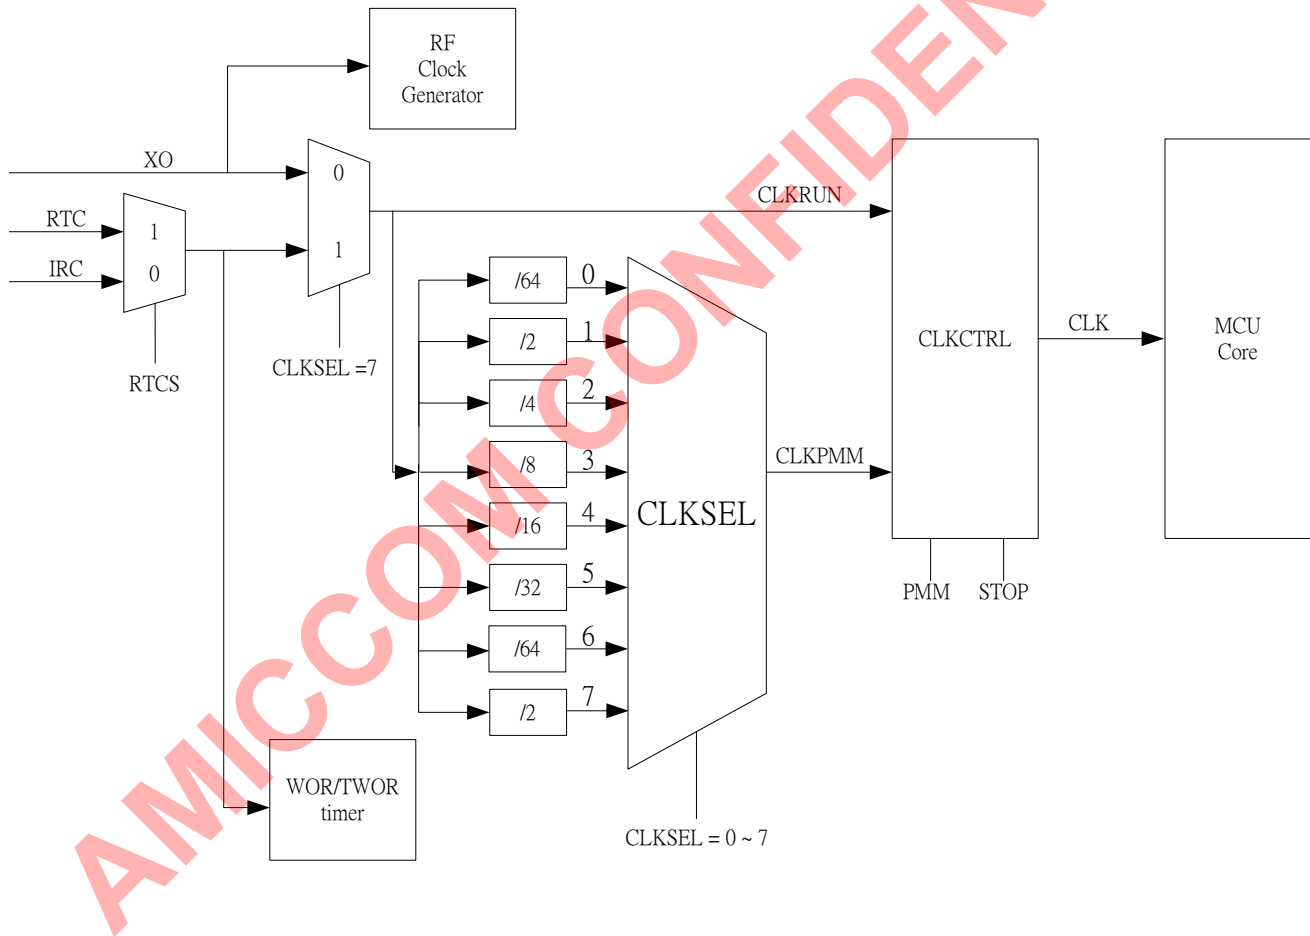 RF
Clock
Generator
XO
0
RTC
1
CLKRUN
IRC
0
1
/64
0
CLKCTRL
CLK
MCU
Core
/2
1
CLKSEL =7
RTCS
/4
2
/8
3
CLKPMM
CLKSEL
/16
4
/32
5
PMM
STOP
/64
6
/2
7
WOR/TWOR
timer
CLKSEL = 0 ~ 7
AMICCOM CONFIDEN